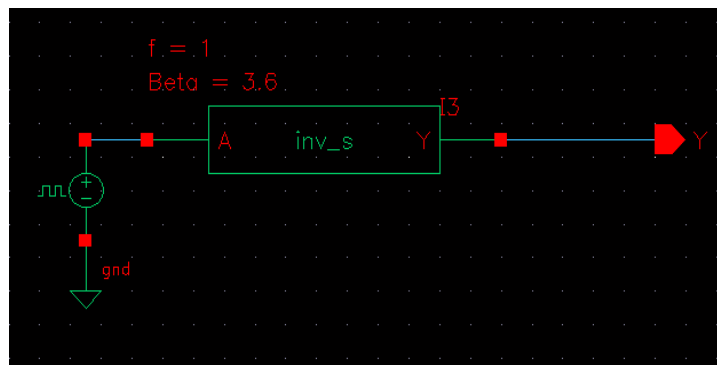 f = 1
Beta = 3.6
I3
A inv_s Y Y
gnd